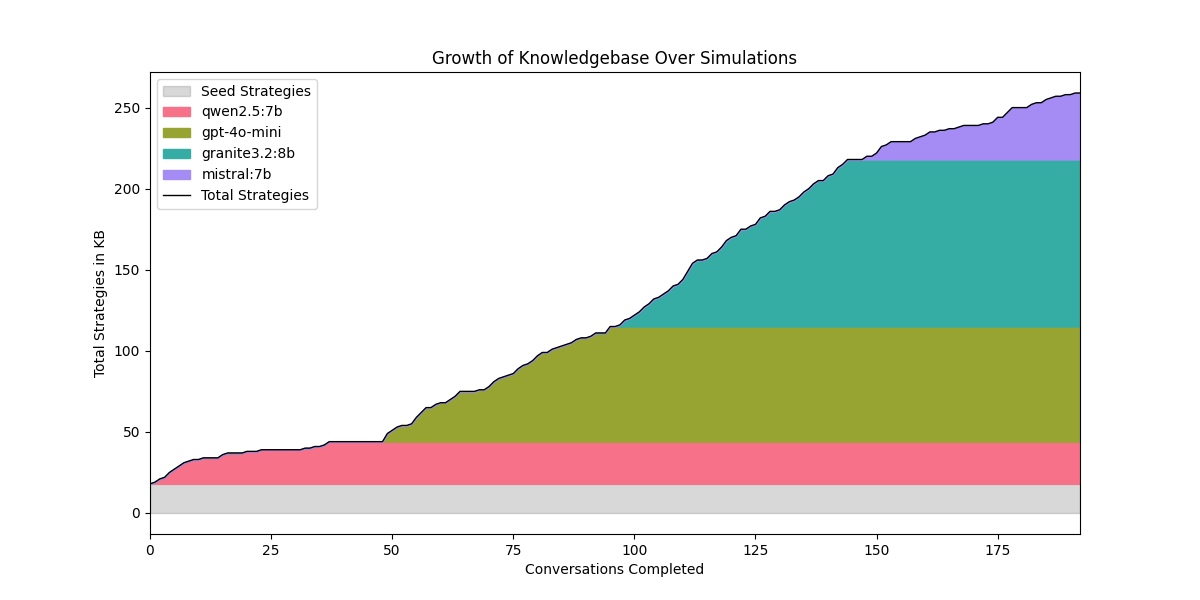 Growth of Knowledgebase Over Simulations
Seed Strategies
qwen2.5:7b
gpt-4o-mini
granite3.2:8b
mistral:7b
Total Strategies
Total Strategies in KB
250
200
150
100
50
0
0 25 50 75 100 125 150 175
Conversations Completed